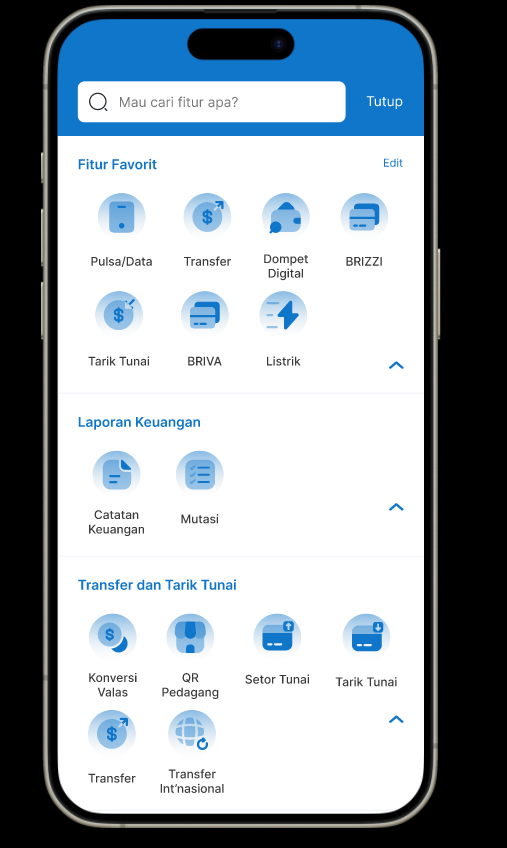 Mau cari fitur apa?
Tutup
Fitur Favorit
Edit
Pulsa/Data
Transfer
Dompet
Digital
BRIZZI
Tarik Tunai
BRIVA
Listrik
Laporan Keuangan
Catatan
Keuangan
Mutasi
Transfer dan Tarik Tunai
Konversi
Valas
QR
Pedagang
Setor Tunai
Tarik Tunai
Transfer
Transfer
Int'nasional